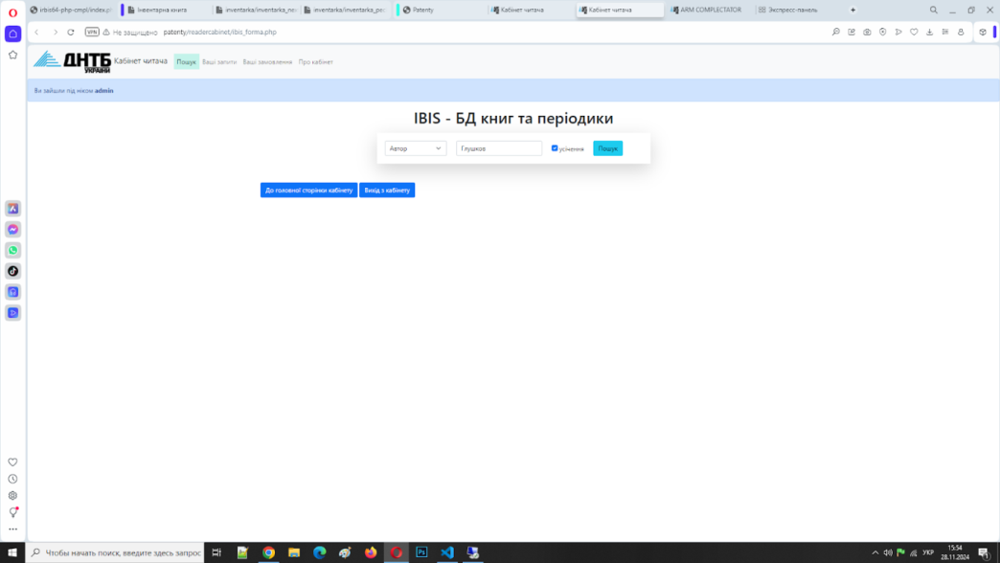 irbis64-php-cmpl/index.p
Інвентарна книга
inventarka/inventarka_ne
inventarka/inventarka_pe
Patenty
Кабінет читача
Кабінет читача
ARM COMPLECTATOR
Экспресс-панель
VPN
Не защищено
patenty/readercabinet/ibis_forma.php
ДНТБ
УКРАЇНИ
Кабінет читача
Пошук
Ваші запити
Ваші замовлення
Про кабінет
Ви зайшли під ніком admin
IBIS - БД книг та періодики
Автор
Глушков
усічення
Пошук
До головної сторінки кабінету
Вихід з кабінету
Чтобы начать поиск, введите здесь запрос
УКР
15:54
28.11.2024